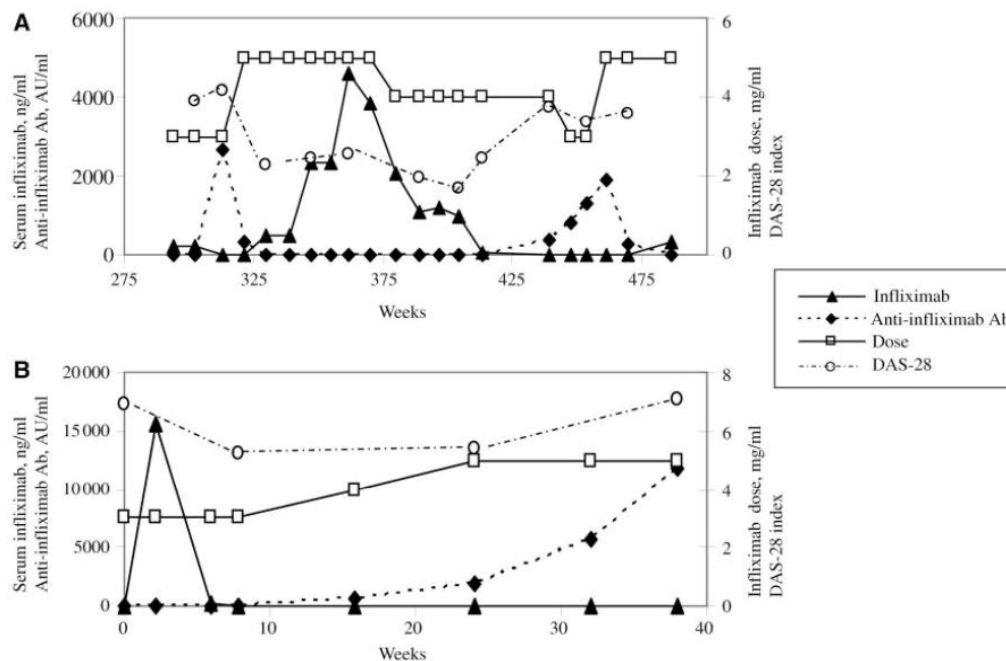 A
Serum infliximab, ng/ml
Anti-infliximab Ab, AU/ml
6000
4000
2000
0
6
5
4
3
2
1
0
Infliximab dose, mg/ml
DAS-28 index
275
325
375
425
475
Weeks
Infliximab
Anti-infliximab Ab
Dose
DAS-28
B
Serum infliximab, ng/ml
Anti-infliximab Ab, AU/ml
20000
15000
10000
5000
0
8
6
4
2
0
Infliximab dose, mg/ml
DAS-28 index
0
10
20
30
40
Weeks